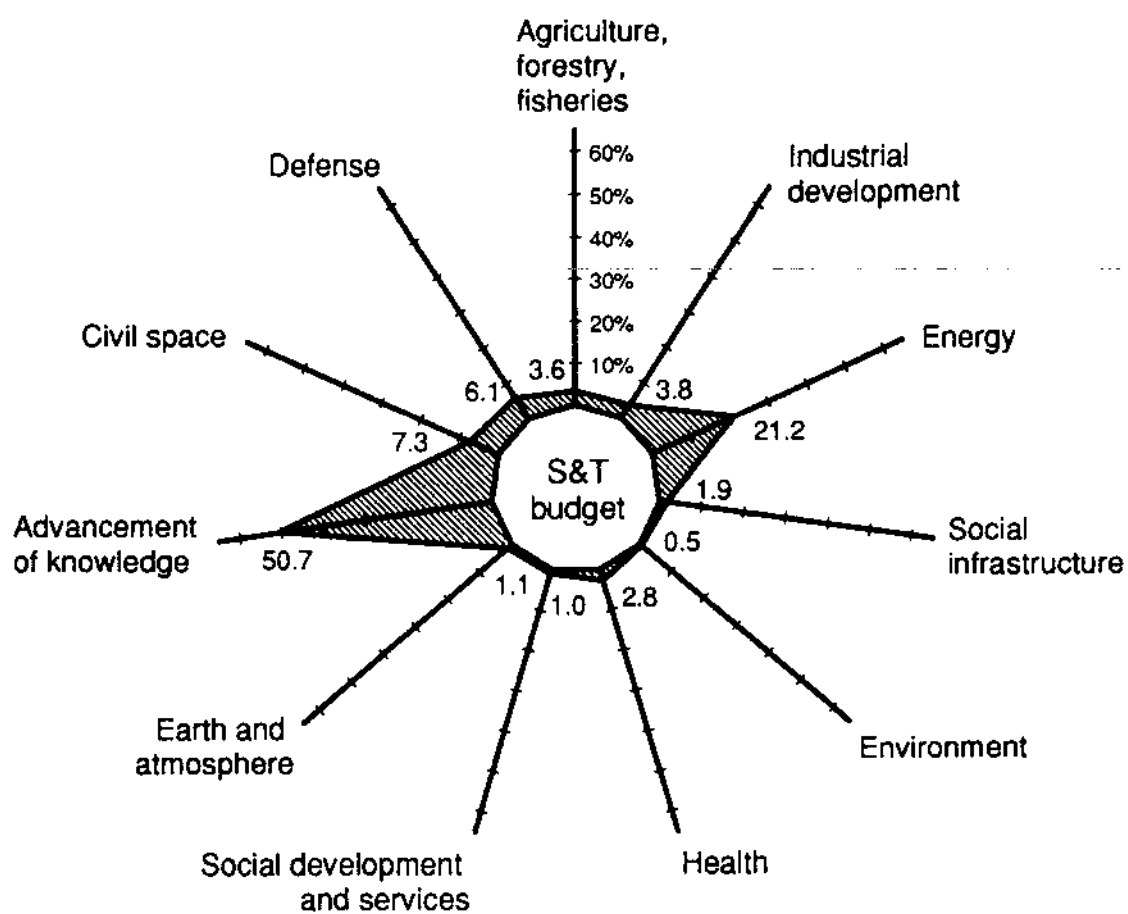 Agriculture,
forestry,
fisheries
60%
50%
40%
30%
20%
10%
Defense
Industrial
development
Civil space
Energy
3.6
6.1
3.8
7.3
21.2
S&T
budget
1.9
Advancement
of knowledge
50.7
0.5
Social
infrastructure
1.1
1.0
2.8
Earth and
atmosphere
Environment
Social development
and services
Health